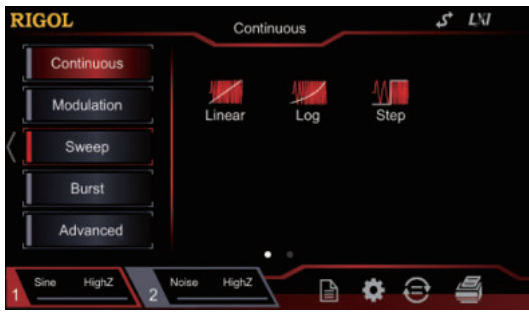 RIGOL
Continuous
LXI
Continuous
Modulation
Sweep
Burst
Advanced
Linear
Log
Step
1
Sine
HighZ
2
Noise
HighZ